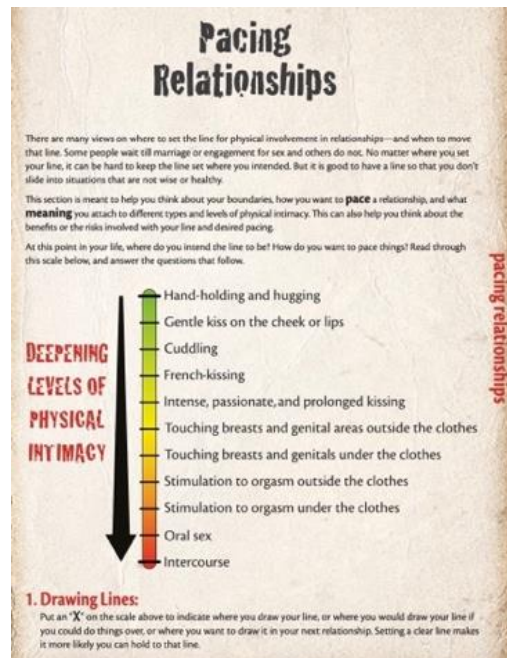 Pacing
Relationships
There are many views on where to set the line for physical involvement in relationships—and when to move
that line. Some people wait till marriage or engagement for sex and others do not. No matter where you set
your line, it can be hard to keep the line set where you intended. But it is good to have a line so that you don't
slide into situations that are not wise or healthy.
This section is meant to help you think about your boundaries, how you want to pace a relationship, and what
meaning you attach to different types and levels of physical intimacy. This can also help you think about the
benefits or the risks involved with your line and desired pacing.
At this point in your life, where do you intend the line to be? How do you want to pace things? Read through
this scale below, and answer the questions that follow.
pacing relationships
DEEPENING
LEVELS OF
PHYSICAL
INTIMACY
Hand-holding and hugging
Gentle kiss on the cheek or lips
Cuddling
French-kissing
Intense, passionate, and prolonged kissing
Touching breasts and genital areas outside the clothes
Touching breasts and genitals under the clothes
Stimulation to orgasm outside the clothes
Stimulation to orgasm under the clothes
Oral sex
Intercourse
1. Drawing Lines:
Put an "X" on the scale above to indicate where you draw your line, or where you would draw your line if
you could do things over, or where you want to draw it in your next relationship. Setting a clear line makes
it more likely you can hold to that line.